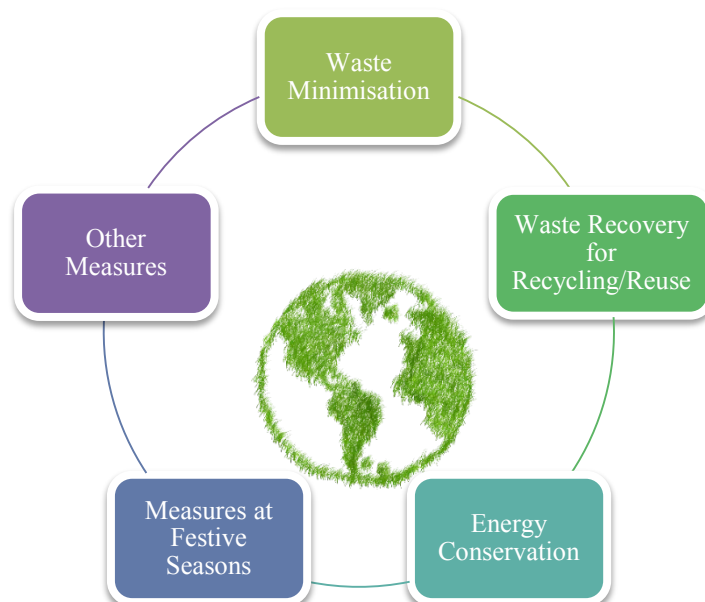 Waste
Minimisation
Waste Recovery
for
Recycling/Reuse
Energy
Conservation
Measures at
Festive
Seasons
Other
Measures